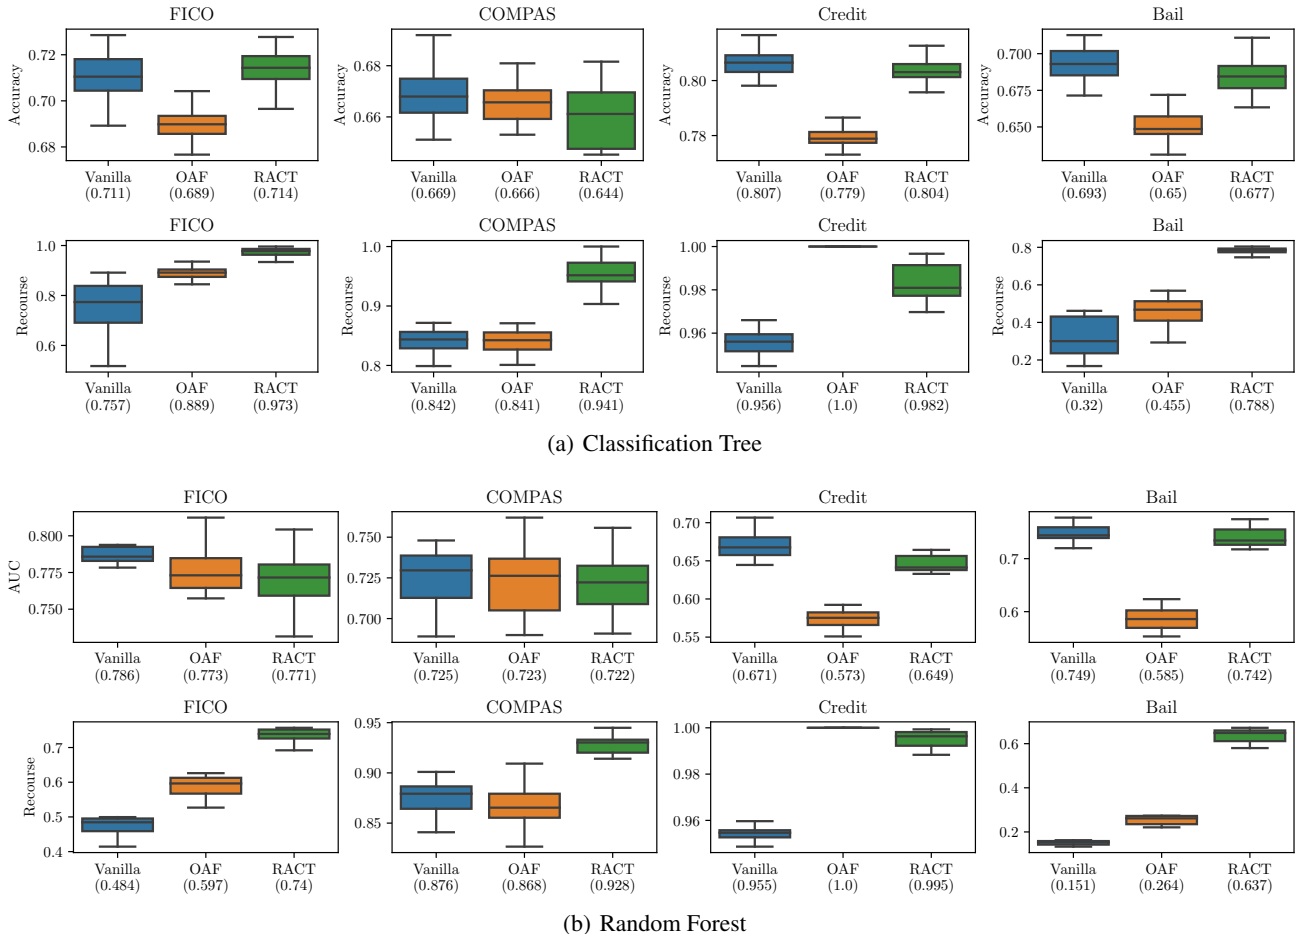 FICO COMPAS Credit Bail
Accuracy 0.72 0.70 0.68 Accuracy 0.68 0.66 Accuracy 0.80 0.78 Accuracy 0.700 0.675 0.650
Vanilla OAF RACT Vanilla OAF RACT Vanilla OAF RACT Vanilla OAF RACT
(0.711) (0.689) (0.714) (0.669) (0.666) (0.644) (0.807) (0.779) (0.804) (0.693) (0.65) (0.677)
FICO COMPAS Credit Bail
Recourse 1.0 0.8 0.6 Recourse 1.0 0.9 0.8 Recourse 1.00 0.98 0.96 Recourse 0.8 0.6 0.4 0.2
Vanilla OAF RACT Vanilla OAF RACT Vanilla OAF RACT Vanilla OAF RACT
(0.757) (0.889) (0.973) (0.842) (0.841) (0.941) (0.956) (1.0) (0.982) (0.32) (0.455) (0.788)
(a) Classification Tree
FICO COMPAS Credit Bail
AUC 0.800 0.775 0.750 0.750 0.725 0.700 0.70 0.65 0.60 0.55 0.7 0.6
Vanilla OAF RACT Vanilla OAF RACT Vanilla OAF RACT Vanilla OAF RACT
(0.786) (0.773) (0.771) (0.725) (0.723) (0.722) (0.671) (0.573) (0.649) (0.749) (0.585) (0.742)
FICO COMPAS Credit Bail
Recourse 0.7 0.6 0.5 0.4 0.95 0.90 0.85 1.00 0.98 0.96 0.6 0.4 0.2
Vanilla OAF RACT Vanilla OAF RACT Vanilla OAF RACT Vanilla OAF RACT
(0.484) (0.597) (0.74) (0.876) (0.868) (0.928) (0.955) (1.0) (0.995) (0.151) (0.264) (0.637)
(b) Random Forest